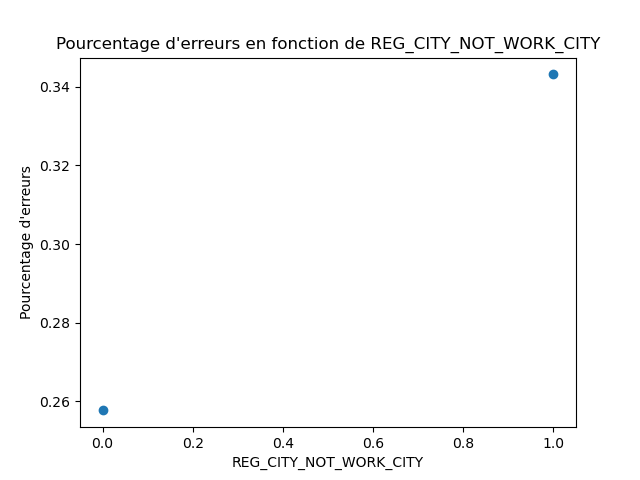 Pourcentage d'erreurs en fonction de REG_CITY_NOT_WORK_CITY
0.34
0.32
0.30
0.28
0.26
Pourcentage d'erreurs
0.0 0.2 0.4 0.6 0.8 1.0
REG_CITY_NOT_WORK_CITY